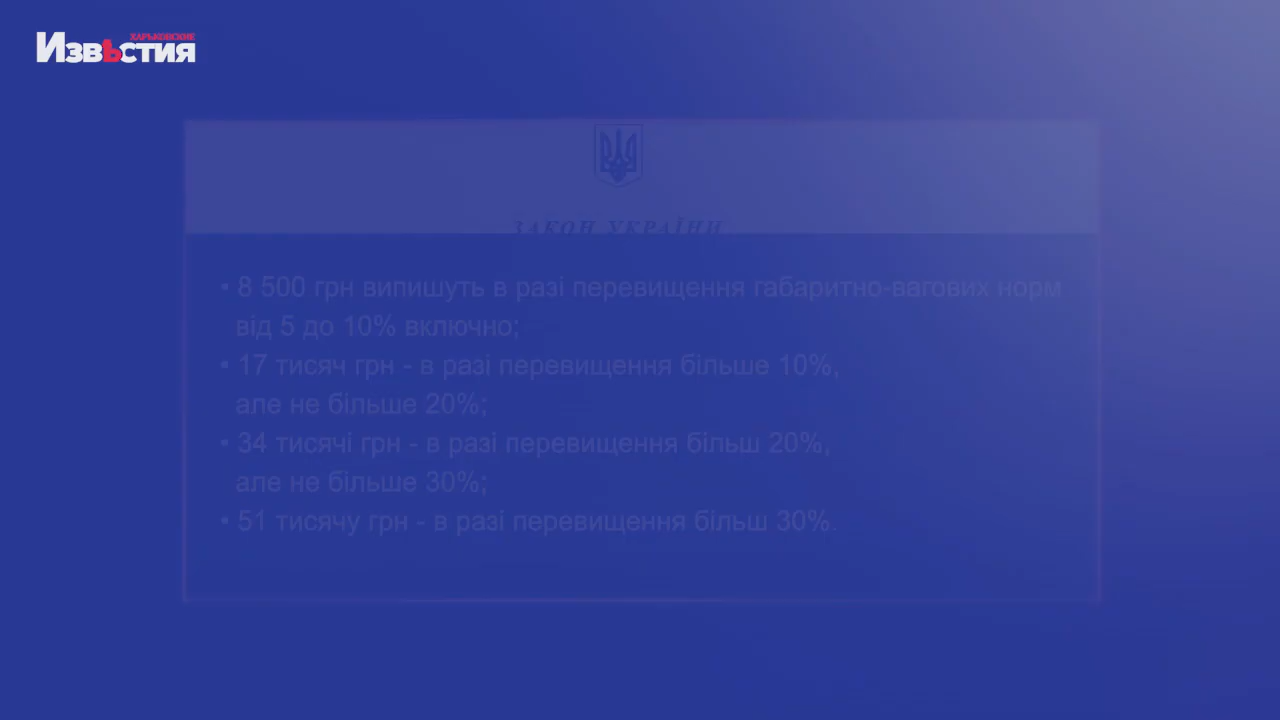 ХАРЬКОВСКИЕ
ИзвЪстия
ЗАКОН УКРАЇНИ
• 8 500 грн випишуть в разі перевищення габаритно-вагових норм
від 5 до 10% включно;
• 17 тисяч грн - в разі перевищення більше 10%,
але не більше 20%;
• 34 тисячі грн - в разі перевищення більш 20%,
але не більше 30%;
• 51 тисячу грн - в разі перевищення більш 30%.